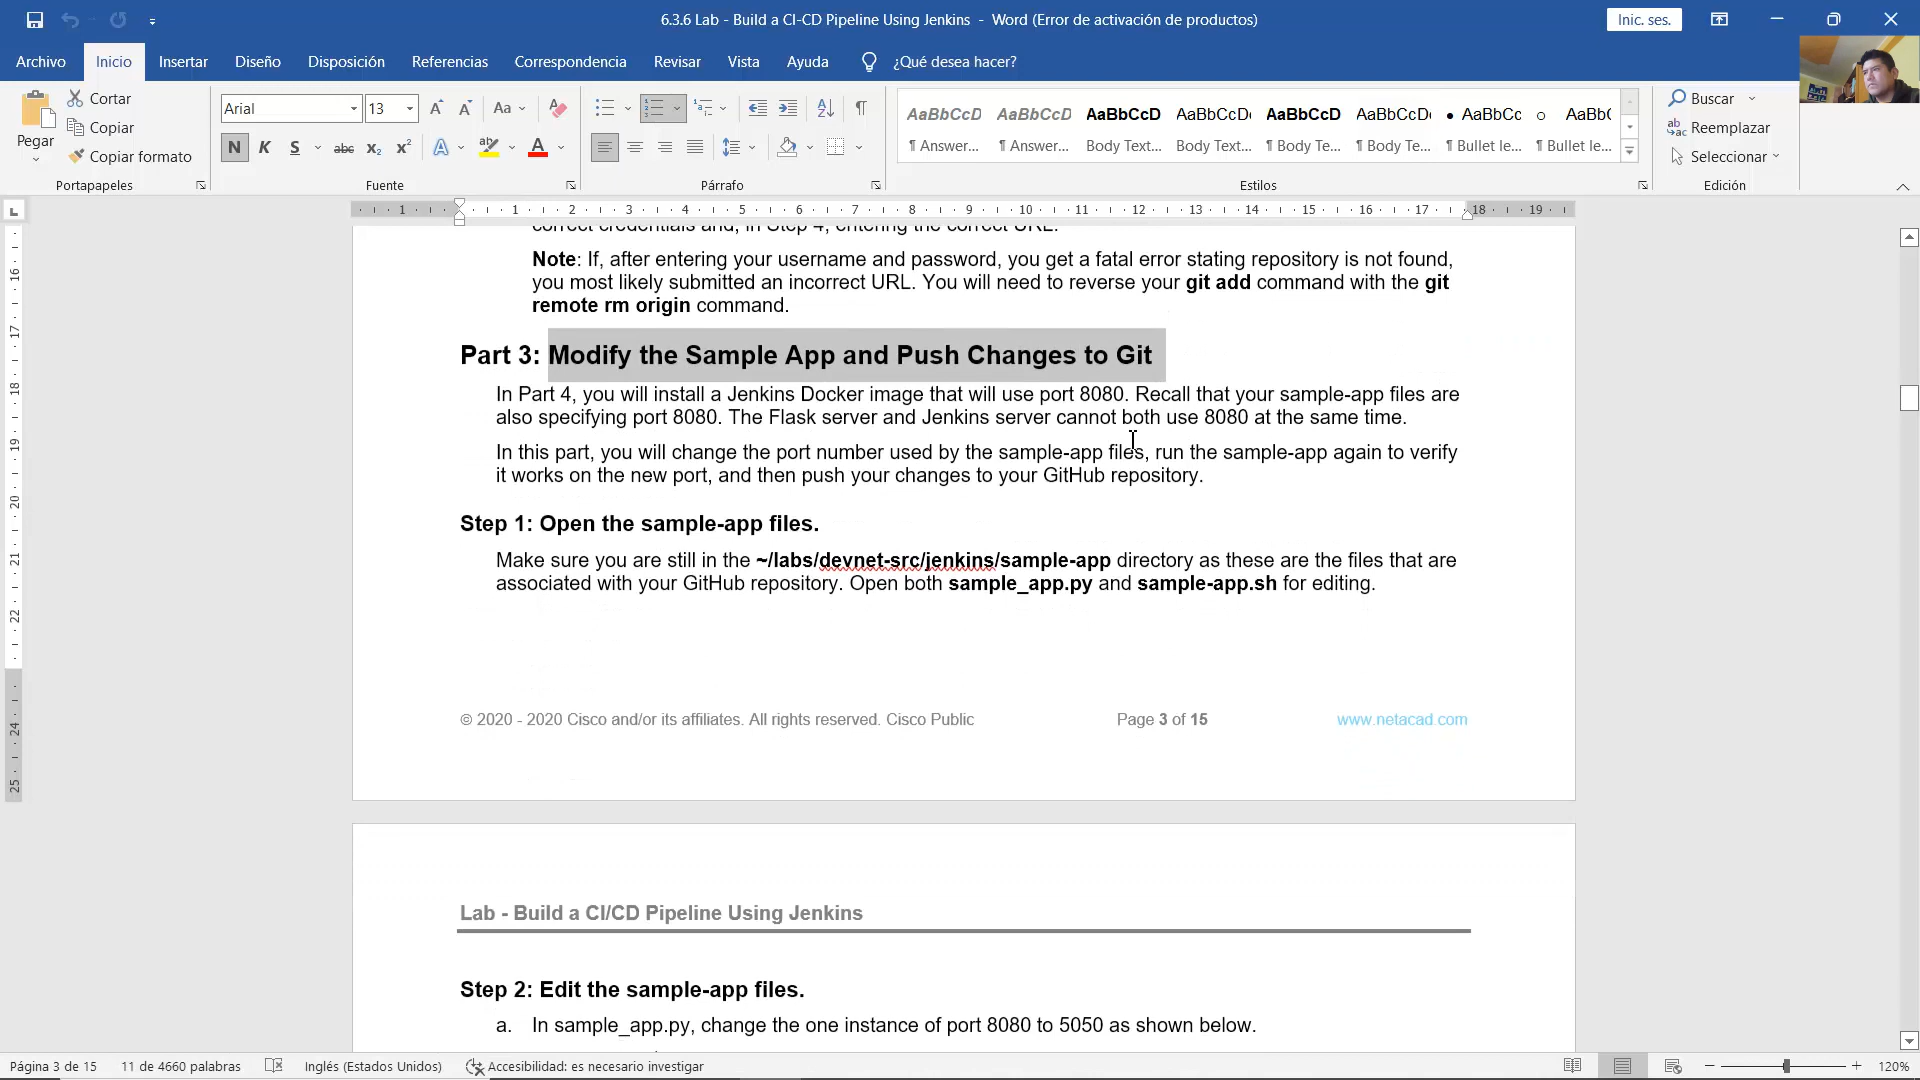 6.3.6 Lab - Build a CI-CD Pipeline Using Jenkins - Word (Error de activación de productos)
Inic. ses.
Archivo Inicio Insertar Diseño Disposición Referencias Correspondencia Revisar Vista Ayuda ¿Qué desea hacer?
Pegar
Cortar
Copiar
Copiar formato
Portapapeles
Arial 13
Fuente
Párrafo
AaBbCcD AaBbCcD AaBbCcD AaBbCcDı AaBbCcD AaBbCcDı AaBbCc AaBb(
¶ Answer... ¶ Answer... Body Text... Body Text... ¶ Body Te... ¶ Body Te... ¶ Bullet le... ¶ Bullet le...
Estilos
Buscar
Reemplazar
Seleccionar
Edición
correct credentials and, in Step 4, entering the correct URL.
Note: If, after entering your username and password, you get a fatal error stating repository is not found,
you most likely submitted an incorrect URL. You will need to reverse your git add command with the git
remote rm origin command.
Part 3: Modify the Sample App and Push Changes to Git
In Part 4, you will install a Jenkins Docker image that will use port 8080. Recall that your sample-app files are
also specifying port 8080. The Flask server and Jenkins server cannot both use 8080 at the same time.
In this part, you will change the port number used by the sample-app files, run the sample-app again to verify
it works on the new port, and then push your changes to your GitHub repository.
Step 1: Open the sample-app files.
Make sure you are still in the ~/labs/devnet-src/jenkins/sample-app directory as these are the files that are
associated with your GitHub repository. Open both sample_app.py and sample-app.sh for editing.
© 2020 - 2020 Cisco and/or its affiliates. All rights reserved. Cisco Public Page 3 of 15 www.netacad.com
Lab - Build a CI/CD Pipeline Using Jenkins
Step 2: Edit the sample-app files.
a. In sample_app.py, change the one instance of port 8080 to 5050 as shown below.
Página 3 de 15 11 de 4660 palabras Inglés (Estados Unidos) Accesibilidad: es necesario investigar 120%